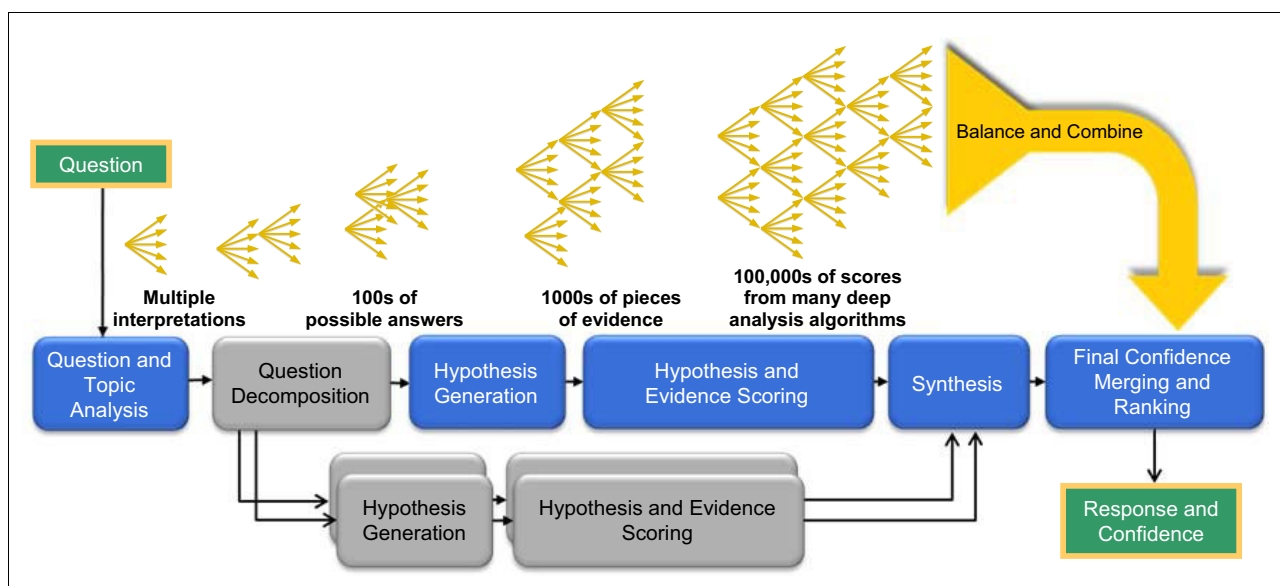 Question
Balance and Combine
Multiple
interpretations
100s of
possible answers
1000s of pieces
of evidence
100,000s of scores
from many deep
analysis algorithms
Question and
Topic
Analysis
Question
Decomposition
Hypothesis
Generation
Hypothesis and
Evidence Scoring
Synthesis
Final Confidence
Merging and
Ranking
Hypothesis
Generation
Hypothesis and Evidence
Scoring
Response and
Confidence